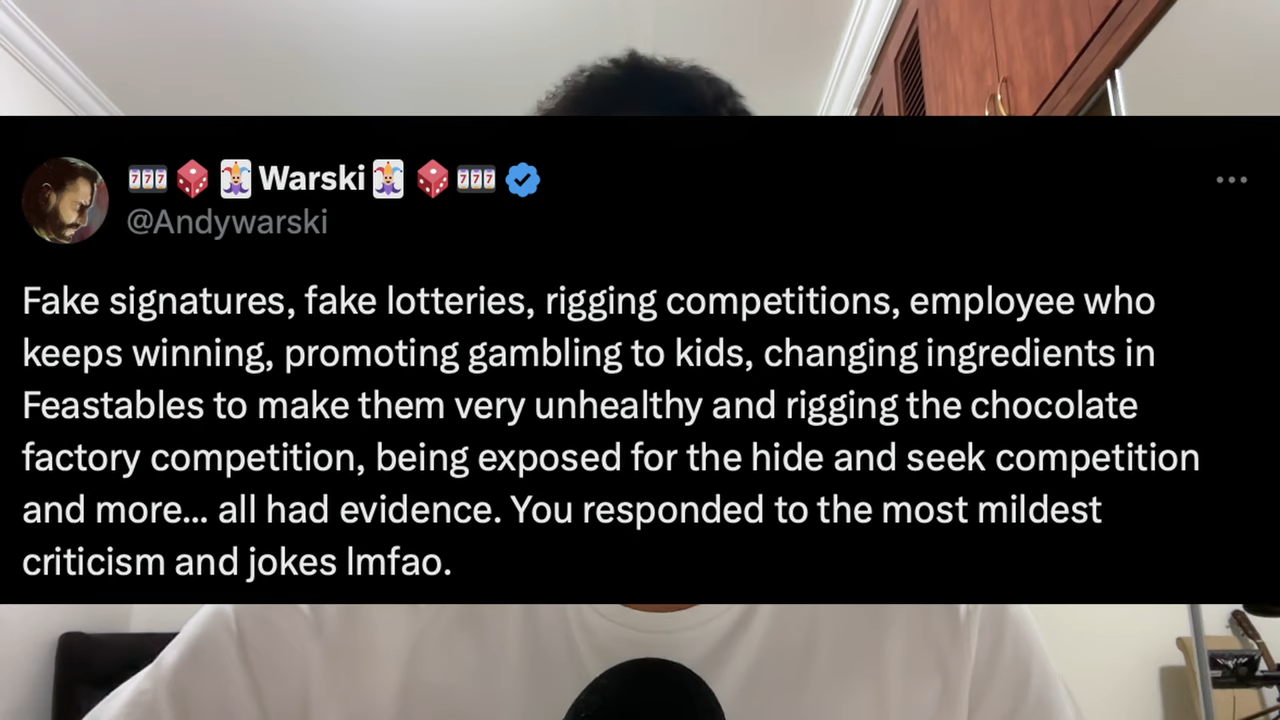 🎰🎲🃏Warski🃏🎲🎰
@Andywarski
Fake signatures, fake lotteries, rigging competitions, employee who
keeps winning, promoting gambling to kids, changing ingredients in
Feastables to make them very unhealthy and rigging the chocolate
factory competition, being exposed for the hide and seek competition
and more... all had evidence. You responded to the most mildest
criticism and jokes lmfao.